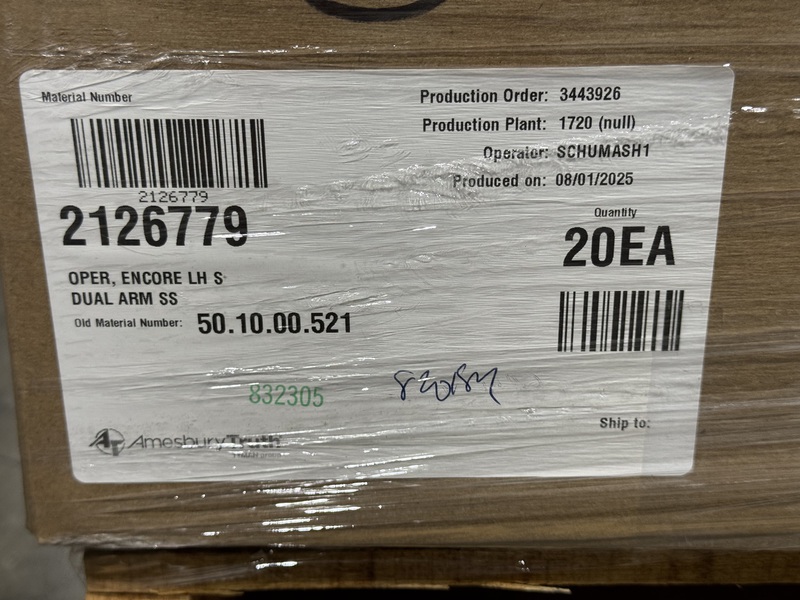 Material Number
2126779
2126779
OPER, ENCORE LH S
DUAL ARM SS
Old Material Number: 50.10.00.521
832305
AmesburyTruth
Production Order: 3443926
Production Plant: 1720 (null)
Operator: SCHUMASH1
Produced on: 08/01/2025
Quantity
20EA
Ship to: